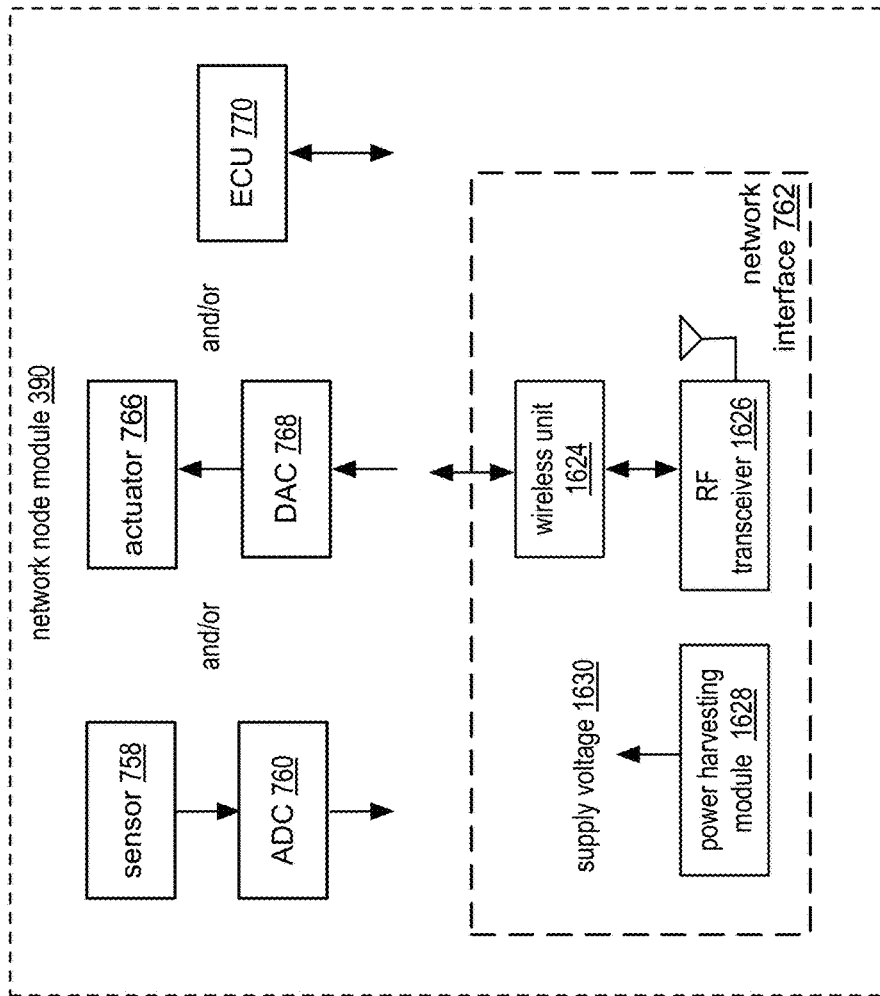 network node module 390
sensor 758
ADC 760
and/or
actuator 766
DAC 768
and/or
ECU 770
supply voltage 1630
power harvesting
module 1628
wireless unit
1624
RF
transceiver 1626
network
interface 762